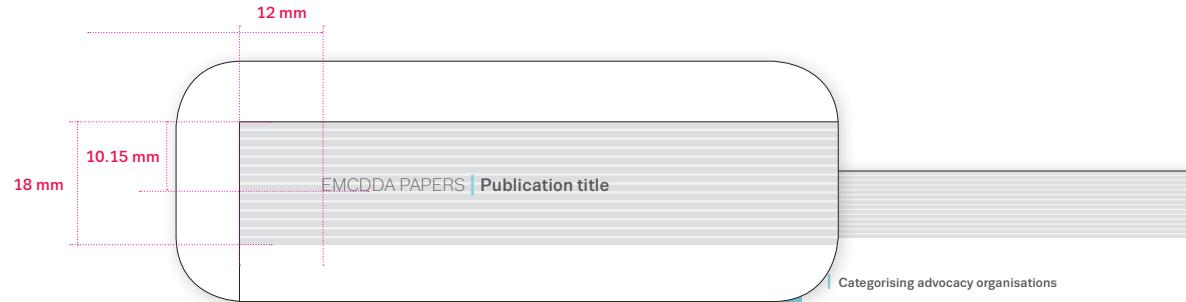 12 mm
10.15 mm
18 mm
EMCDDA PAPERS | Publication title
| Categorising advocacy organisations